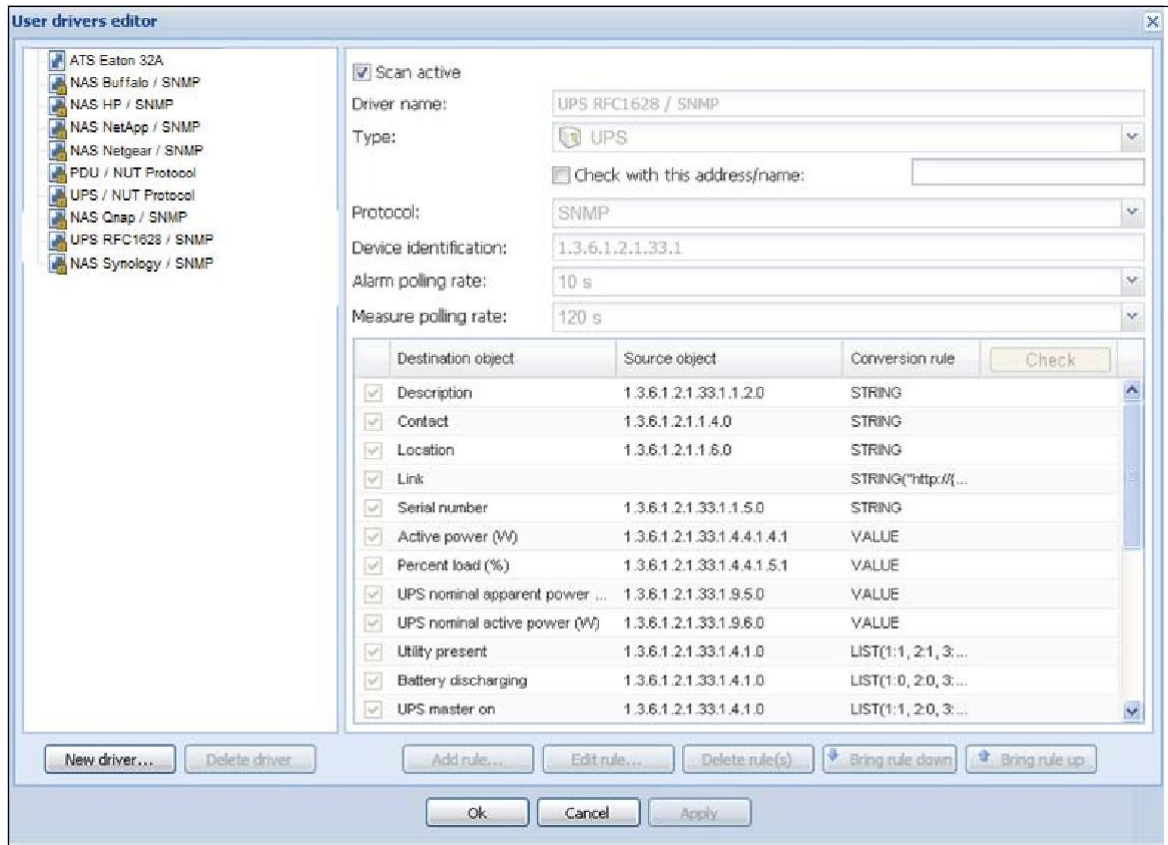 User drivers editor
ATS Eaton 32A
NAS Buffalo / SNMP
NAS HP / SNMP
NAS NetApp / SNMP
NAS Netgear / SNMP
PDU / NUT Protocol
UPS / NUT Protocol
NAS Qnap / SNMP
UPS RFC1628 / SNMP
NAS Synology / SNMP
Scan active
Driver name: UPS RFC1628 / SNMP
Type: UPS
Check with this address/name:
Protocol: SNMP
Device identification: 1.3.6.1.2.1.33.1
Alarm polling rate: 10 s
Measure polling rate: 120 s
Destination object Source object Conversion rule Check
Description 1.3.6.1.2.1.33.1.1.2.0 STRING
Contact 1.3.6.1.2.1.1.4.0 STRING
Location 1.3.6.1.2.1.1.6.0 STRING
Link STRING("http://{...
Serial number 1.3.6.1.2.1.33.1.1.5.0 STRING
Active power (W) 1.3.6.1.2.1.33.1.4.4.1.4.1 VALUE
Percent load (%) 1.3.6.1.2.1.33.1.4.4.1.5.1 VALUE
UPS nominal apparent power ... 1.3.6.1.2.1.33.1.9.5.0 VALUE
UPS nominal active power (W) 1.3.6.1.2.1.33.1.9.6.0 VALUE
Utility present 1.3.6.1.2.1.33.1.4.1.0 LIST(1:1, 2:1, 3:...
Battery discharging 1.3.6.1.2.1.33.1.4.1.0 LIST(1:0, 2:0, 3:...
UPS master on 1.3.6.1.2.1.33.1.4.1.0 LIST(1:1, 2:0, 3:...
New driver... Delete driver Add rule... Edit rule... Delete rule(s) Bring rule down Bring rule up
Ok Cancel Apply